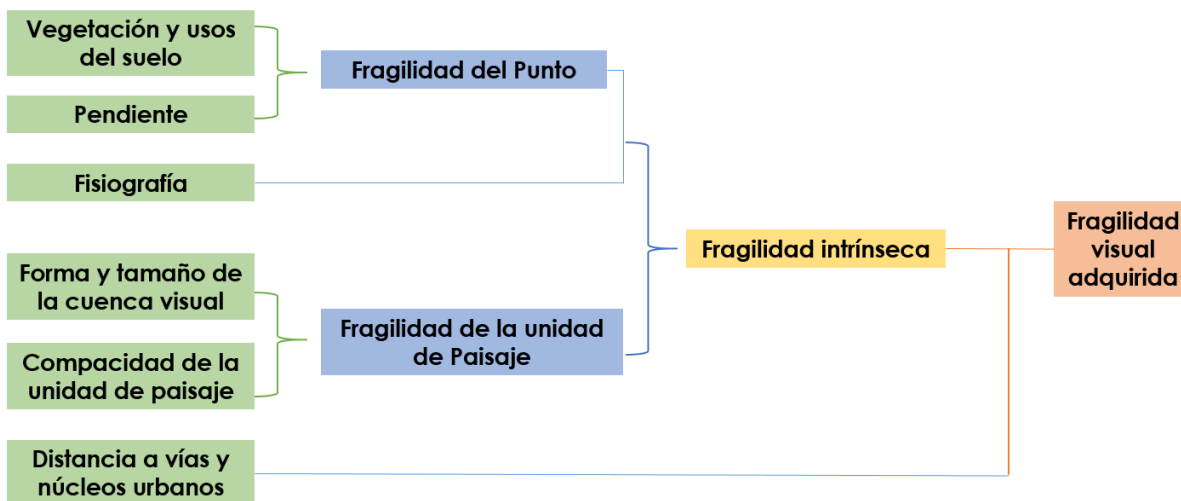 Vegetación y usos
del suelo
Fragilidad del Punto
Pendiente
Fisiografía
Fragilidad
visual
adquirida
Fragilidad intrínseca
Forma y tamaño de
la cuenca visual
Fragilidad de la unidad
de Paisaje
Compacidad de la
unidad de paisaje
Distancia a vías y
núcleos urbanos